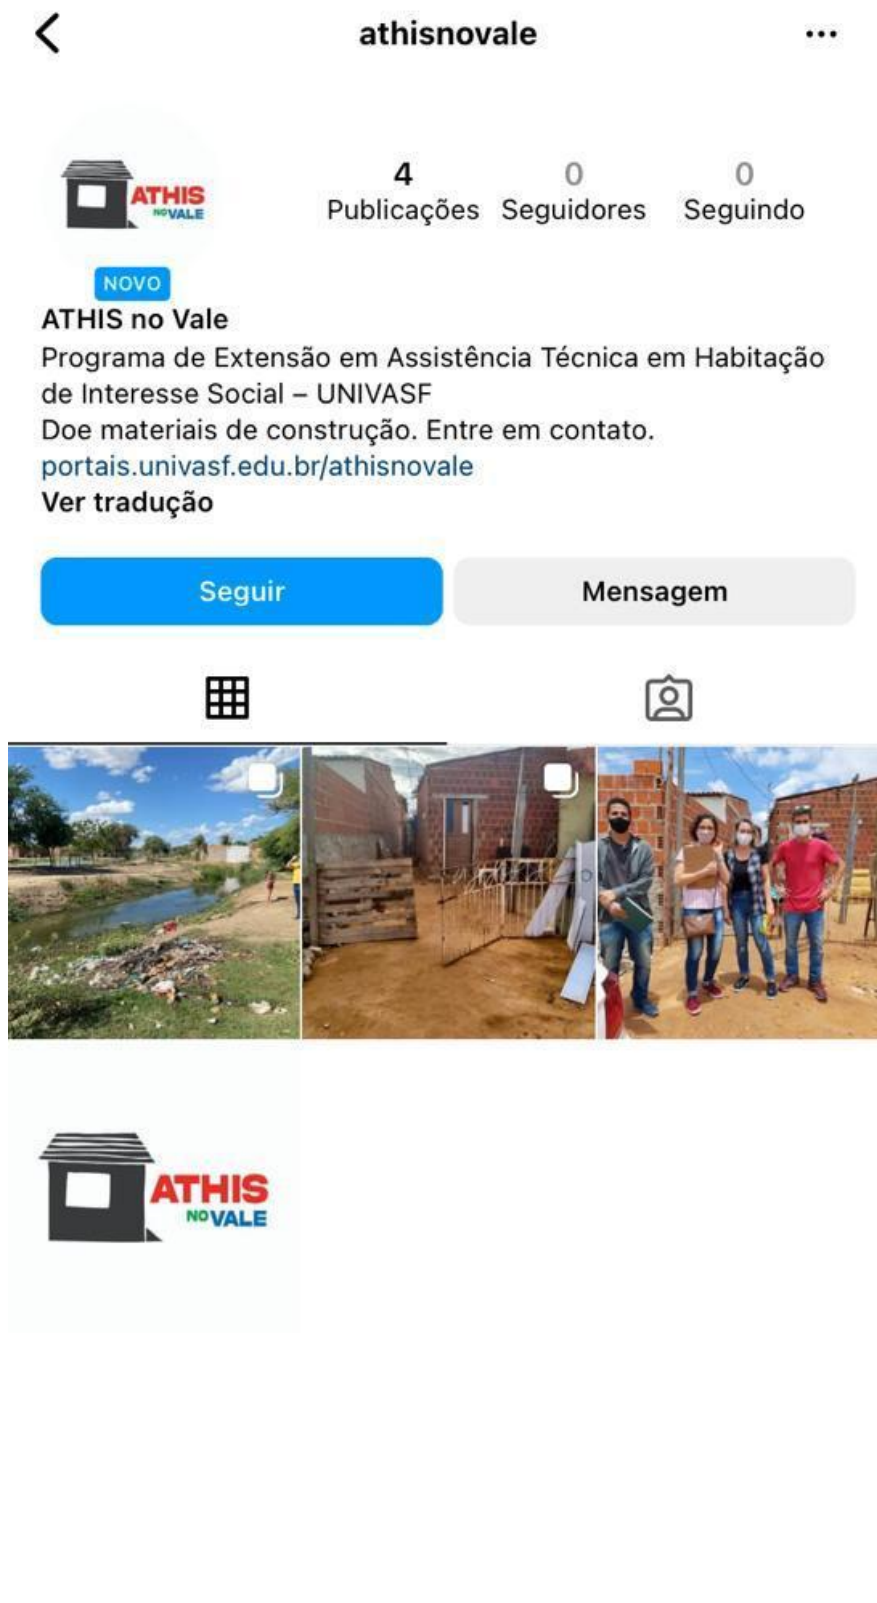 athisnovale
ATHIS
NO VALE
4
0
0
Publicações
Seguidores
Seguindo
NOVO
ATHIS no Vale
Programa de Extensão em Assistência Técnica em Habitação
de Interesse Social – UNIVASF
Doe materiais de construção. Entre em contato.
portais.univasf.edu.br/athisnovale
Ver tradução
Seguir
Mensagem
ATHIS
NO VALE